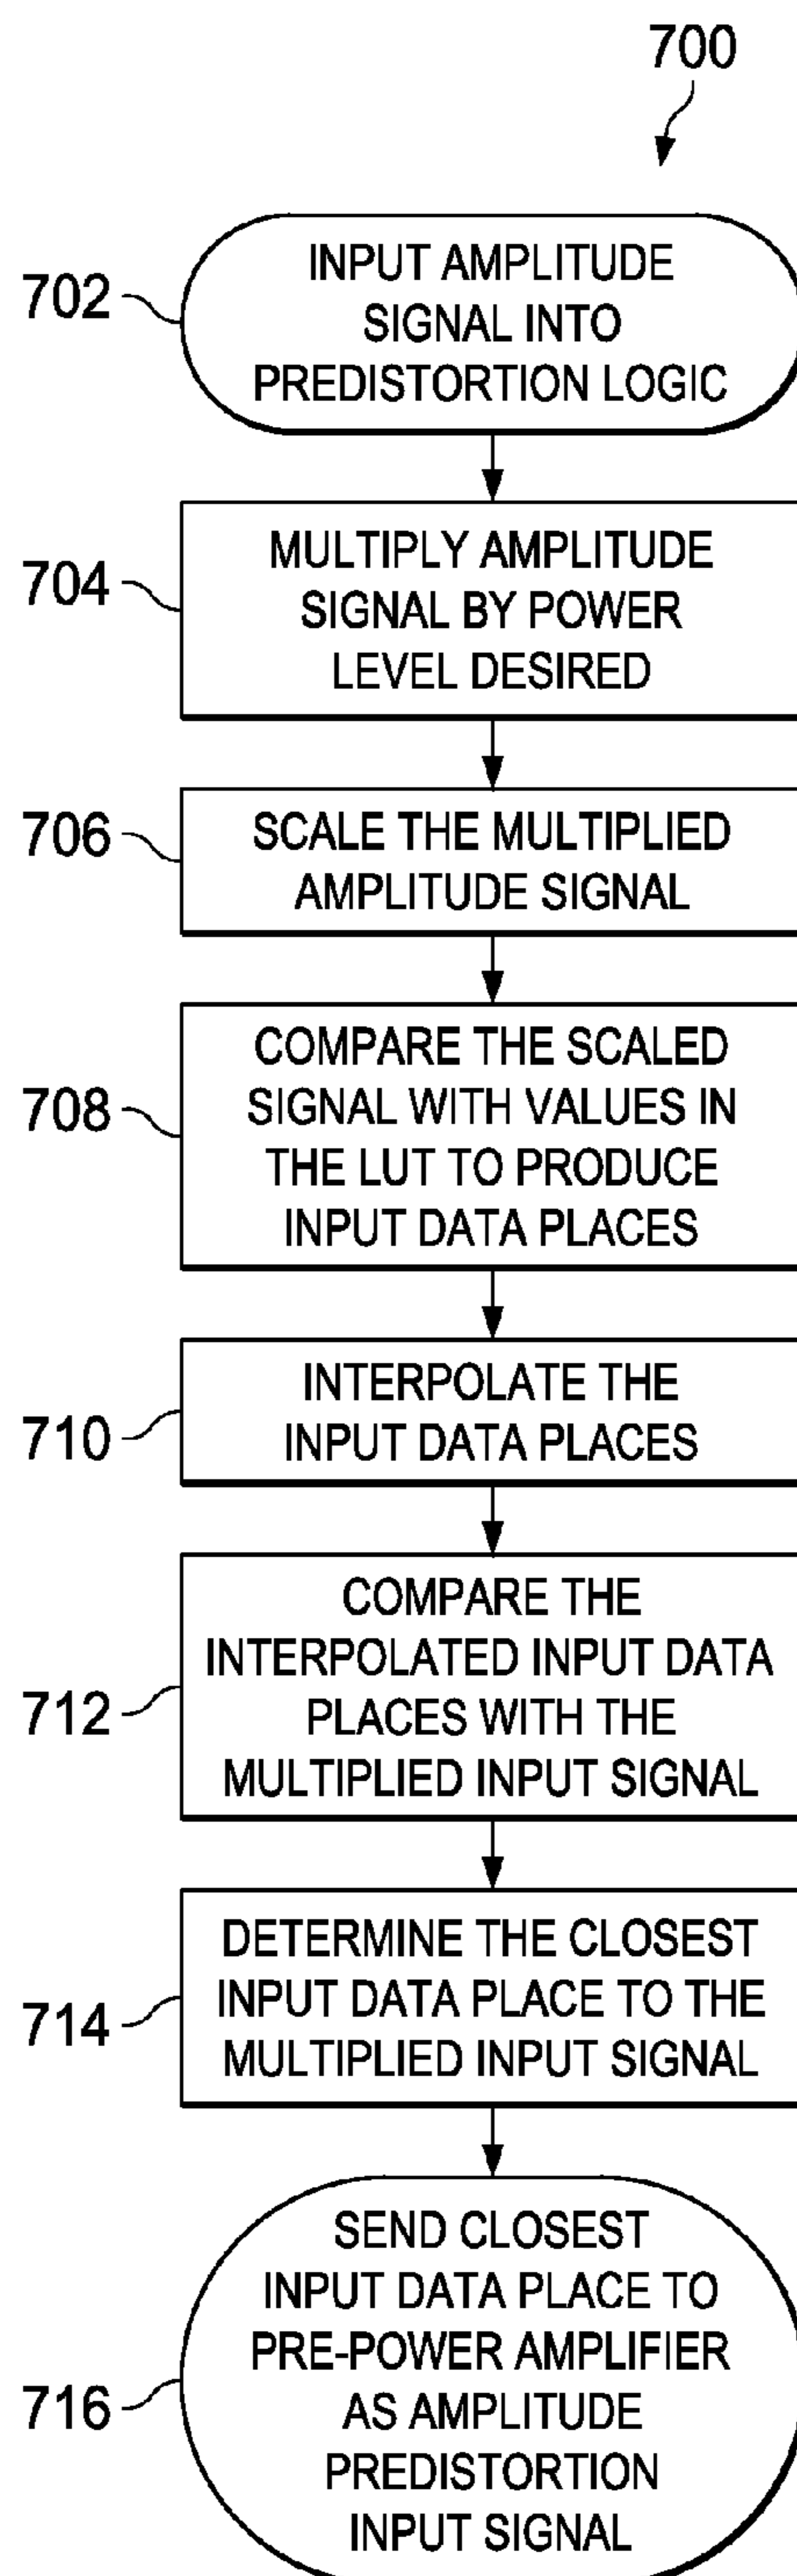 700
702
INPUT AMPLITUDE
SIGNAL INTO
PREDISTORTION LOGIC
704
MULTIPLY AMPLITUDE
SIGNAL BY POWER
LEVEL DESIRED
706
SCALE THE MULTIPLIED
AMPLITUDE SIGNAL
708
COMPARE THE SCALED
SIGNAL WITH VALUES IN
THE LUT TO PRODUCE
INPUT DATA PLACES
710
INTERPOLATE THE
INPUT DATA PLACES
712
COMPARE THE
INTERPOLATED INPUT DATA
PLACES WITH THE
MULTIPLIED INPUT SIGNAL
714
DETERMINE THE CLOSEST
INPUT DATA PLACE TO THE
MULTIPLIED INPUT SIGNAL
716
SEND CLOSEST
INPUT DATA PLACE TO
PRE-POWER AMPLIFIER
AS AMPLITUDE
PREDISTORTION
INPUT SIGNAL